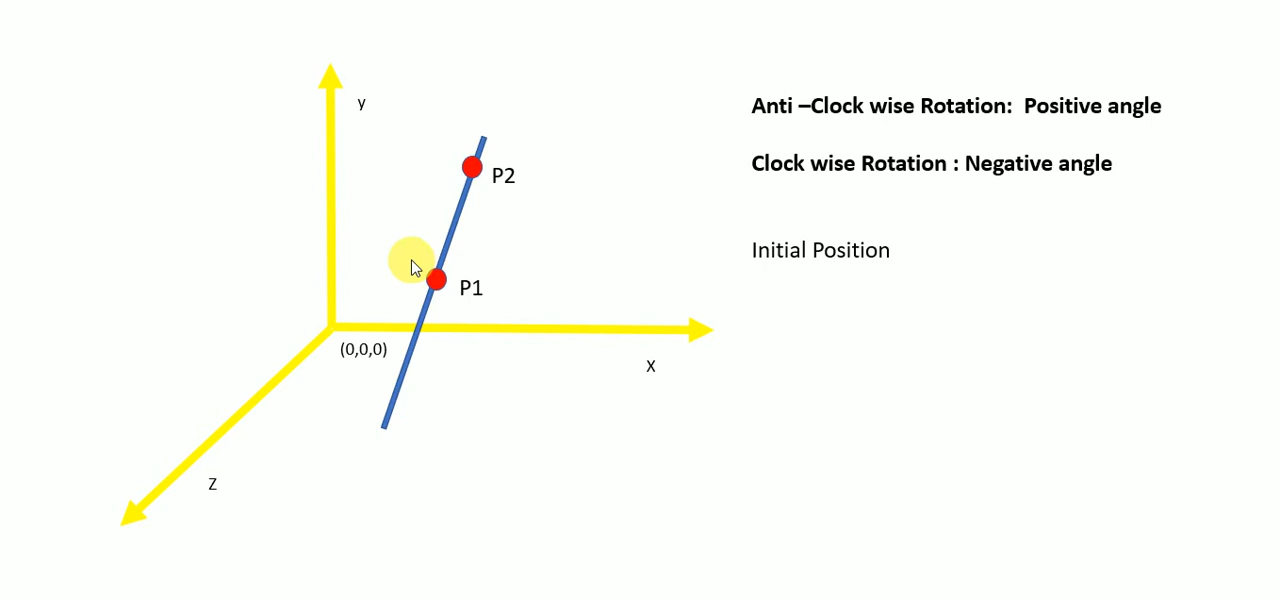 y
Anti –Clock wise Rotation:  Positive angle
Clock wise Rotation : Negative angle
P2
Initial Position
P1
(0,0,0)
X
Z